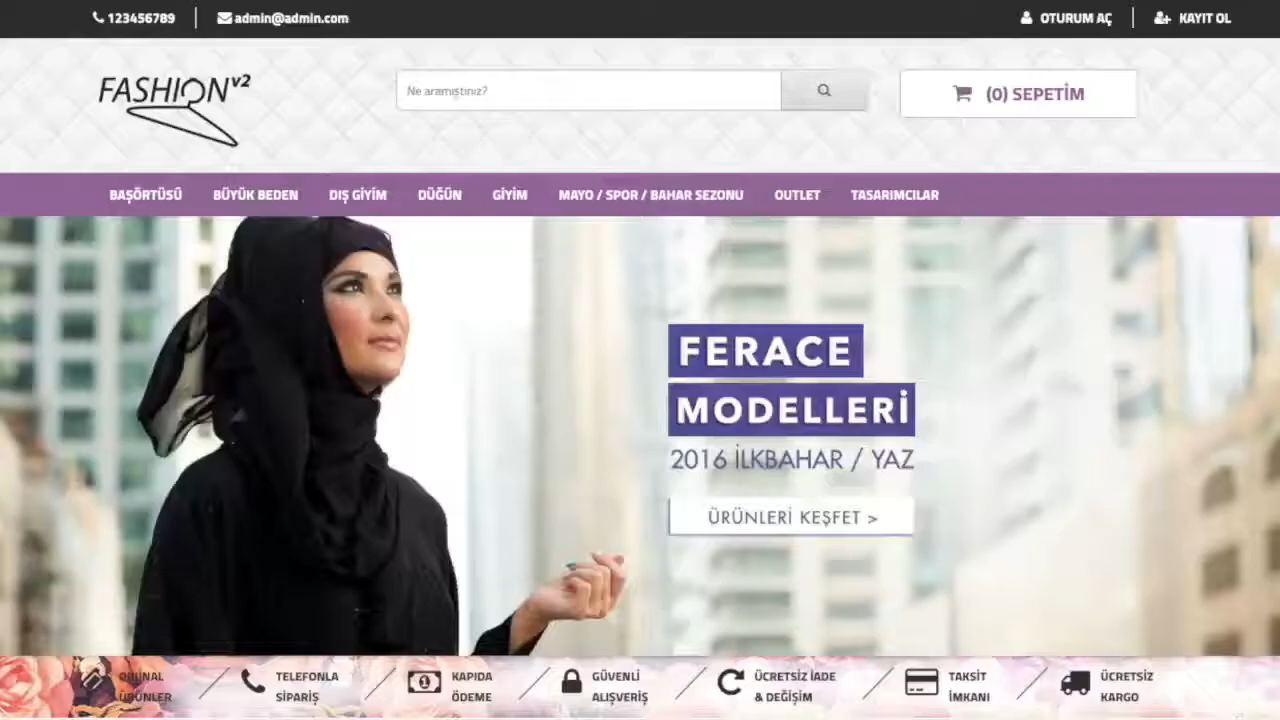 123456789
admin@admin.com
OTURUM AÇ
KAYIT OL
FASHION v2
Ne aramıştınız?
(0) SEPETİM
BAŞÖRTÜSÜ
BÜYÜK BEDEN
DIŞ GİYİM
DÜĞÜN
GİYİM
MAYO / SPOR / BAHAR SEZONU
OUTLET
TASARIMCILAR
FERACE
MODELLERİ
2016 İLKBAHAR / YAZ
ÜRÜNLERİ KEŞFET >
ORJİNAL
ÜRÜNLER
TELEFONLA
SİPARİŞ
KAPIDA
ÖDEME
GÜVENLİ
ALIŞVERİŞ
ÜCRETSİZ İADE
& DEĞİŞİM
TAKSİT
İMKANI
ÜCRETSİZ
KARGO